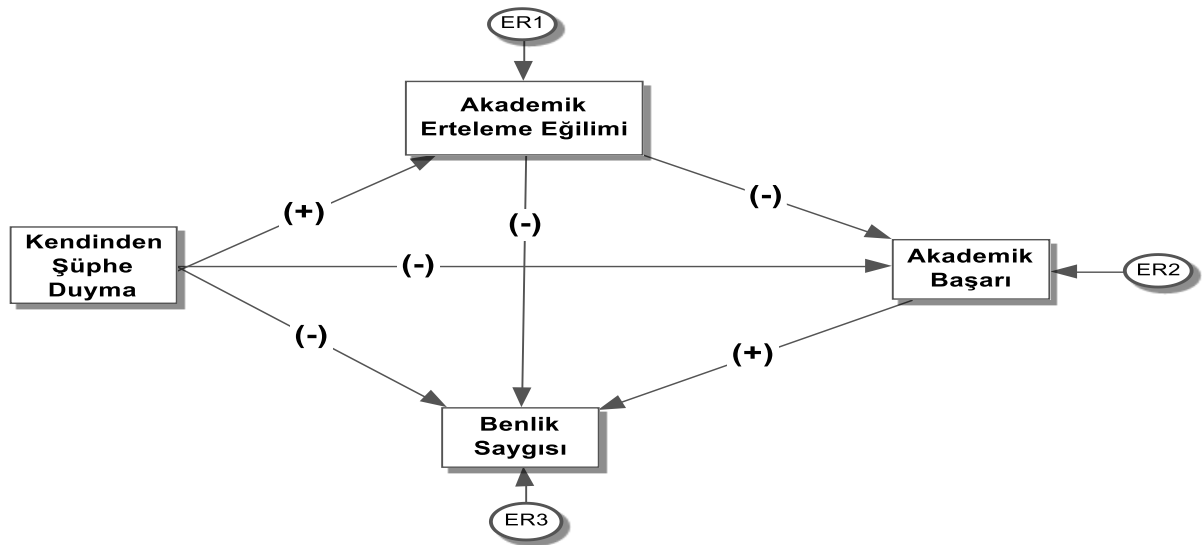 ER1
Akademik
Erteleme Eğilimi
(+)
(-)
(-)
Kendinden
Şüphe
Duyma
(-)
Akademik
Başarı
ER2
(-)
(+)
Benlik
Saygısı
ER3